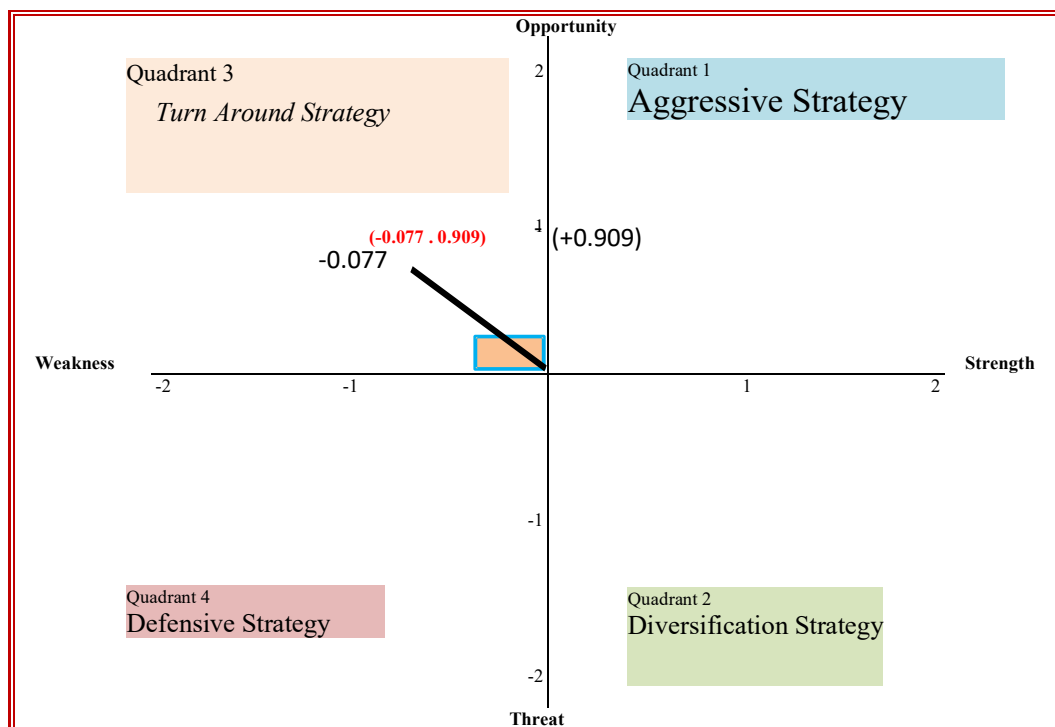 Opportunity
Quadrant 3
Turn Around Strategy
2
Quadrant 1
Aggressive Strategy
(-0.077 . 0.909)
-0.077
1
(+0.909)
Weakness
Strength
-2
-1
1
2
-1
Quadrant 4
Defensive Strategy
Quadrant 2
Diversification Strategy
-2
Threat